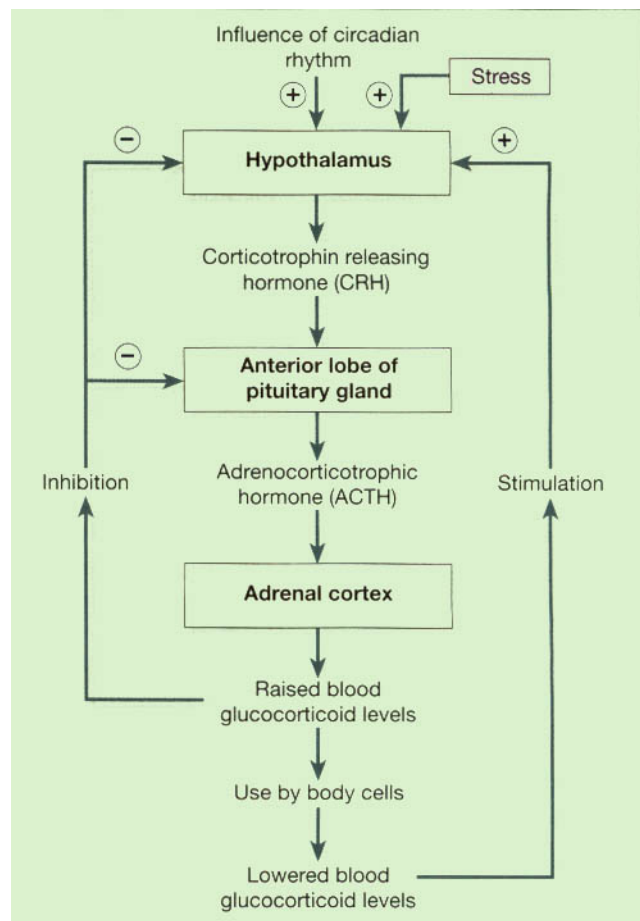 Influence of circadian
rhythm
Stress
+
+
−
+
Hypothalamus
Corticotrophin releasing
hormone (CRH)
−
Anterior lobe of
pituitary gland
Inhibition
Adrenocorticotrophic
hormone (ACTH)
Stimulation
Adrenal cortex
Raised blood
glucocorticoid levels
Use by body cells
Lowered blood
glucocorticoid levels